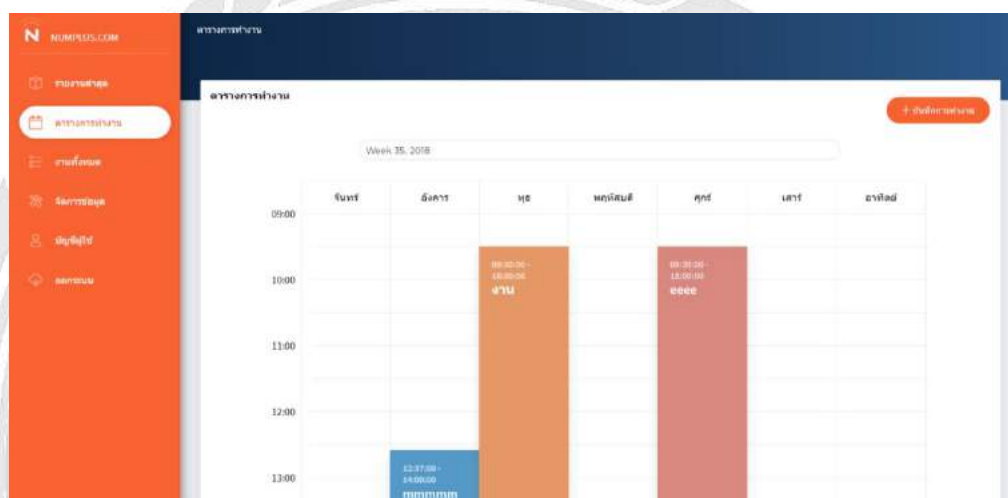 N NUMPLUS.COM
รายงานล่าสุด
ตารางการทำงาน
งานทั้งหมด
จัดการข้อมูล
บัญชีผู้ใช้
ออกระบบ
ตารางการทำงาน
ตารางการทำงาน
+ บันทึกการทำงาน
Week 35, 2018
จันทร์ อังคาร พุธ พฤหัสบดี ศุกร์ เสาร์ อาทิตย์
09:00
09:30:00 -
18:00:00
งาน
09:30:00 -
18:00:00
eeee
10:00
11:00
12:00
12:37:00 -
14:00:00
mmmmm
13:00